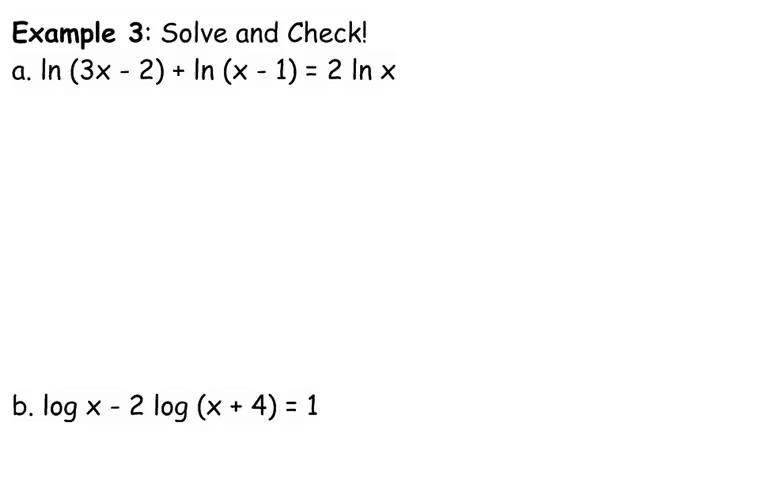 Example 3: Solve and Check!
a. ln (3x - 2) + ln (x - 1) = 2 ln x
b. log x - 2 log (x + 4) = 1